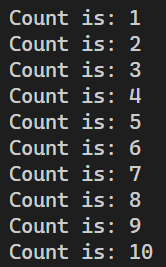 Count is: 1
Count is: 2
Count is: 3
Count is: 4
Count is: 5
Count is: 6
Count is: 7
Count is: 8
Count is: 9
Count is: 10